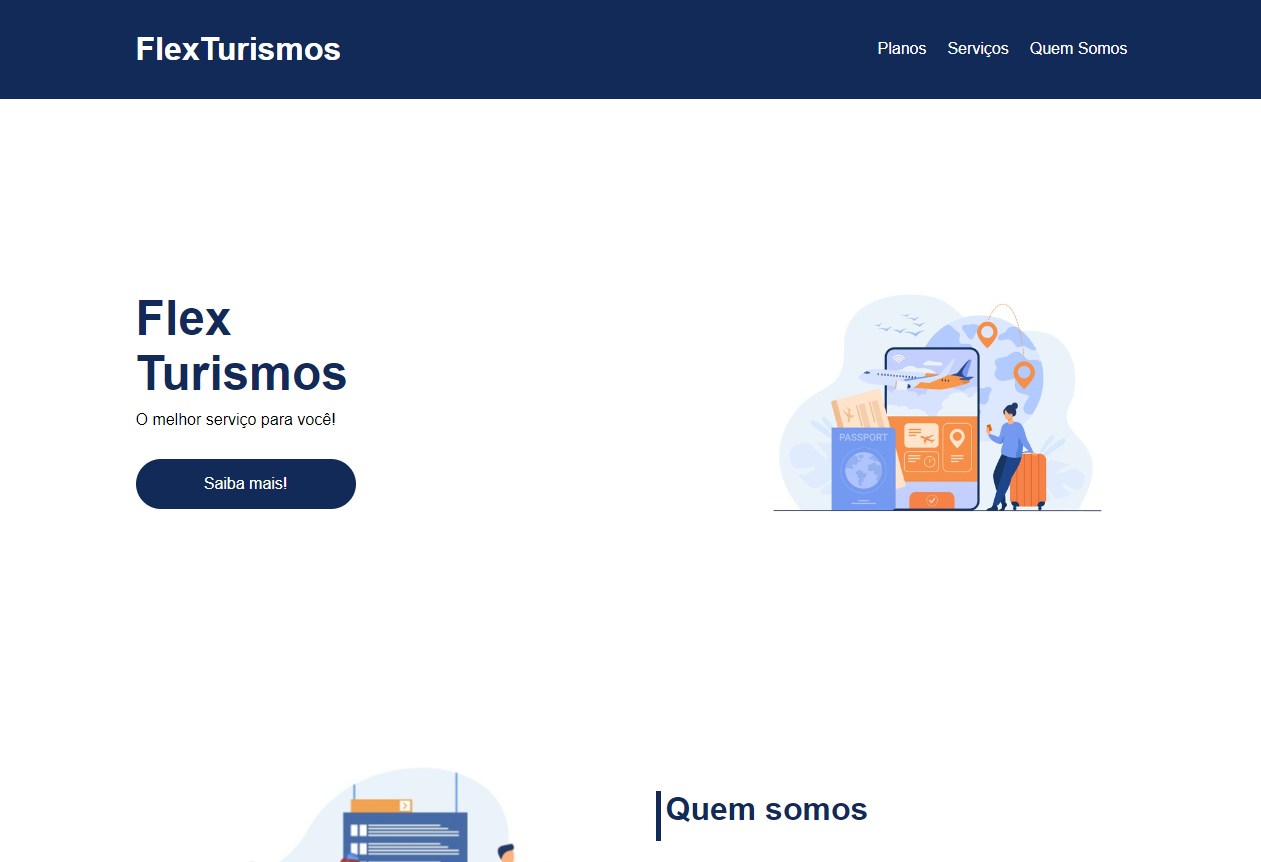 FlexTurismos
Planos Serviços Quem Somos
Flex
Turismos
O melhor serviço para você!
Saiba mais!
PASSPORT
Quem somos